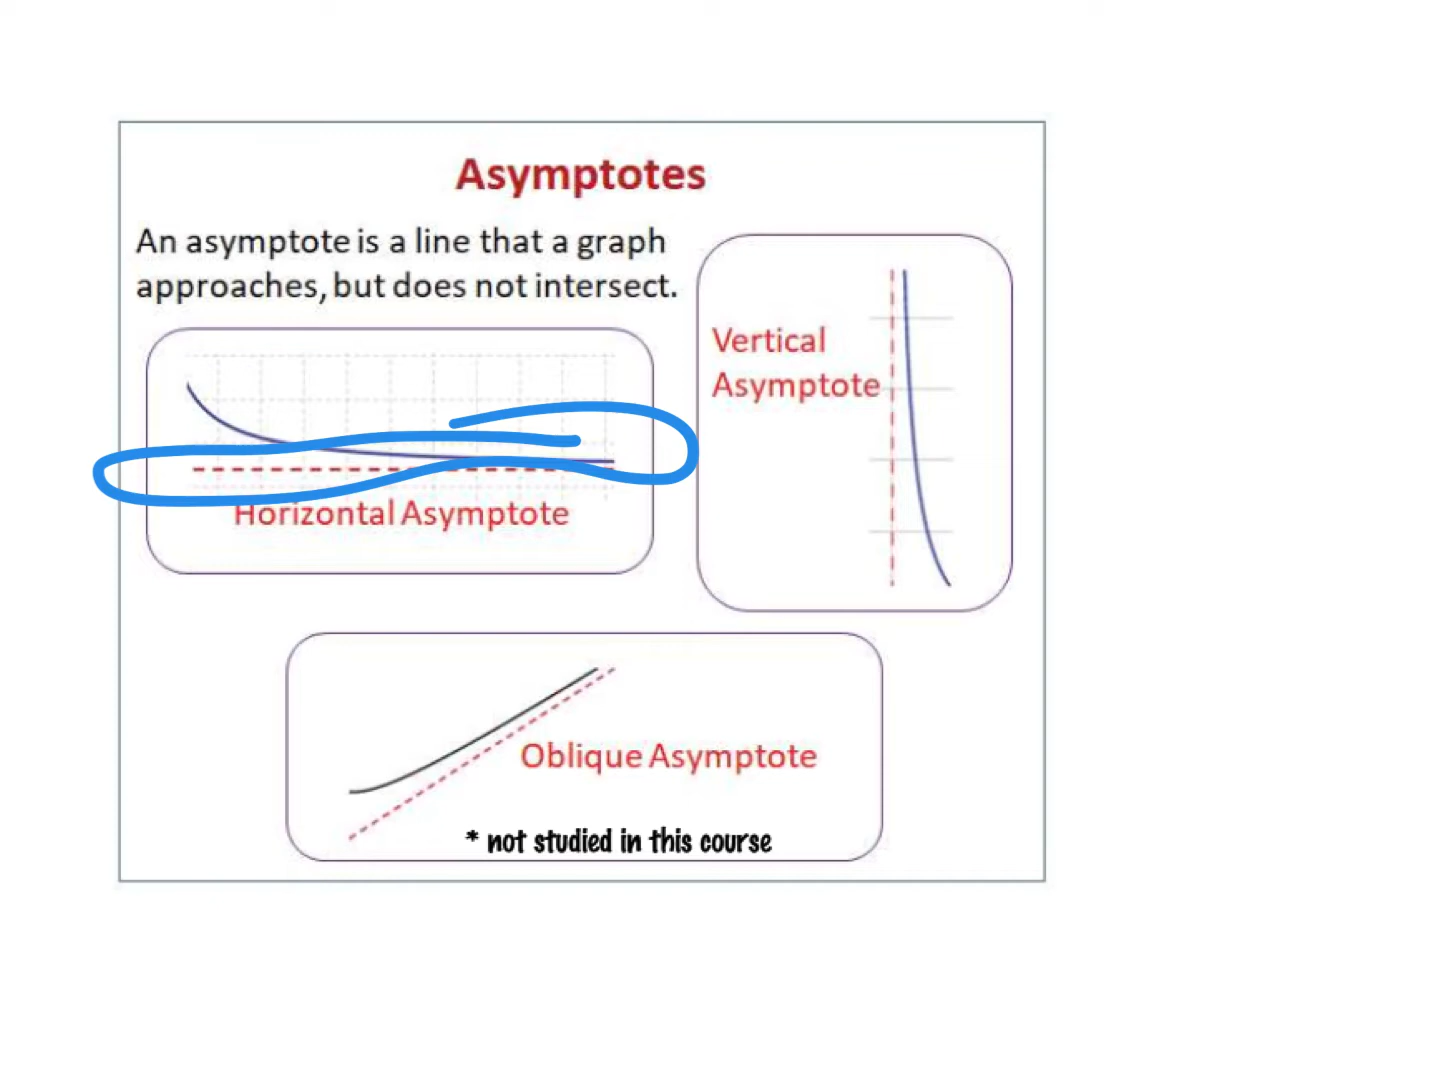 Asymptotes
An asymptote is a line that a graph
approaches, but does not intersect.
Horizontal Asymptote
Vertical
Asymptote
Oblique Asymptote
* not studied in this course